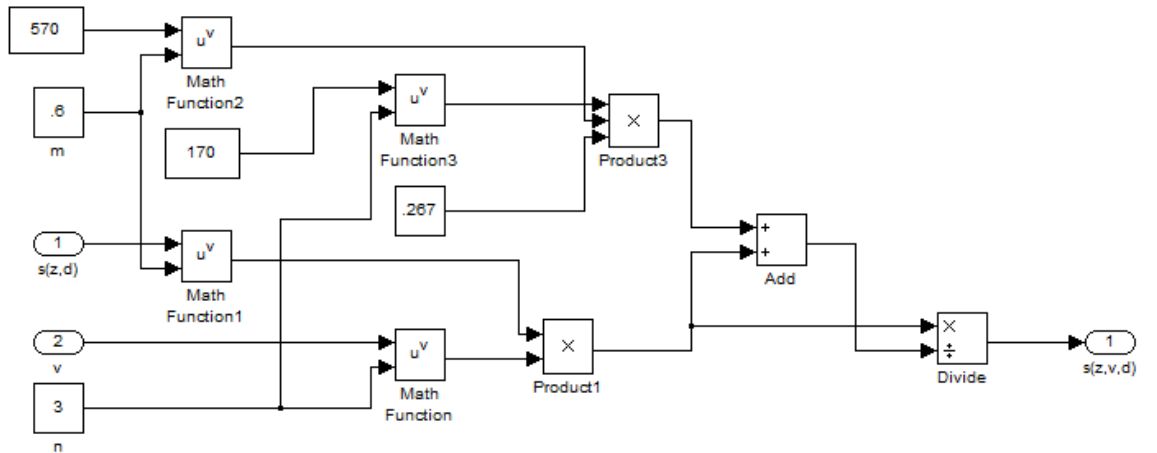 570
u^v
Math
Function2
.6
m
170
u^v
Math
Function3
×
Product3
.267
1
s(z,d)
u^v
Math
Function1
+
+
Add
2
v
u^v
Math
Function
×
Product1
×
÷
Divide
1
s(z,v,d)
3
n